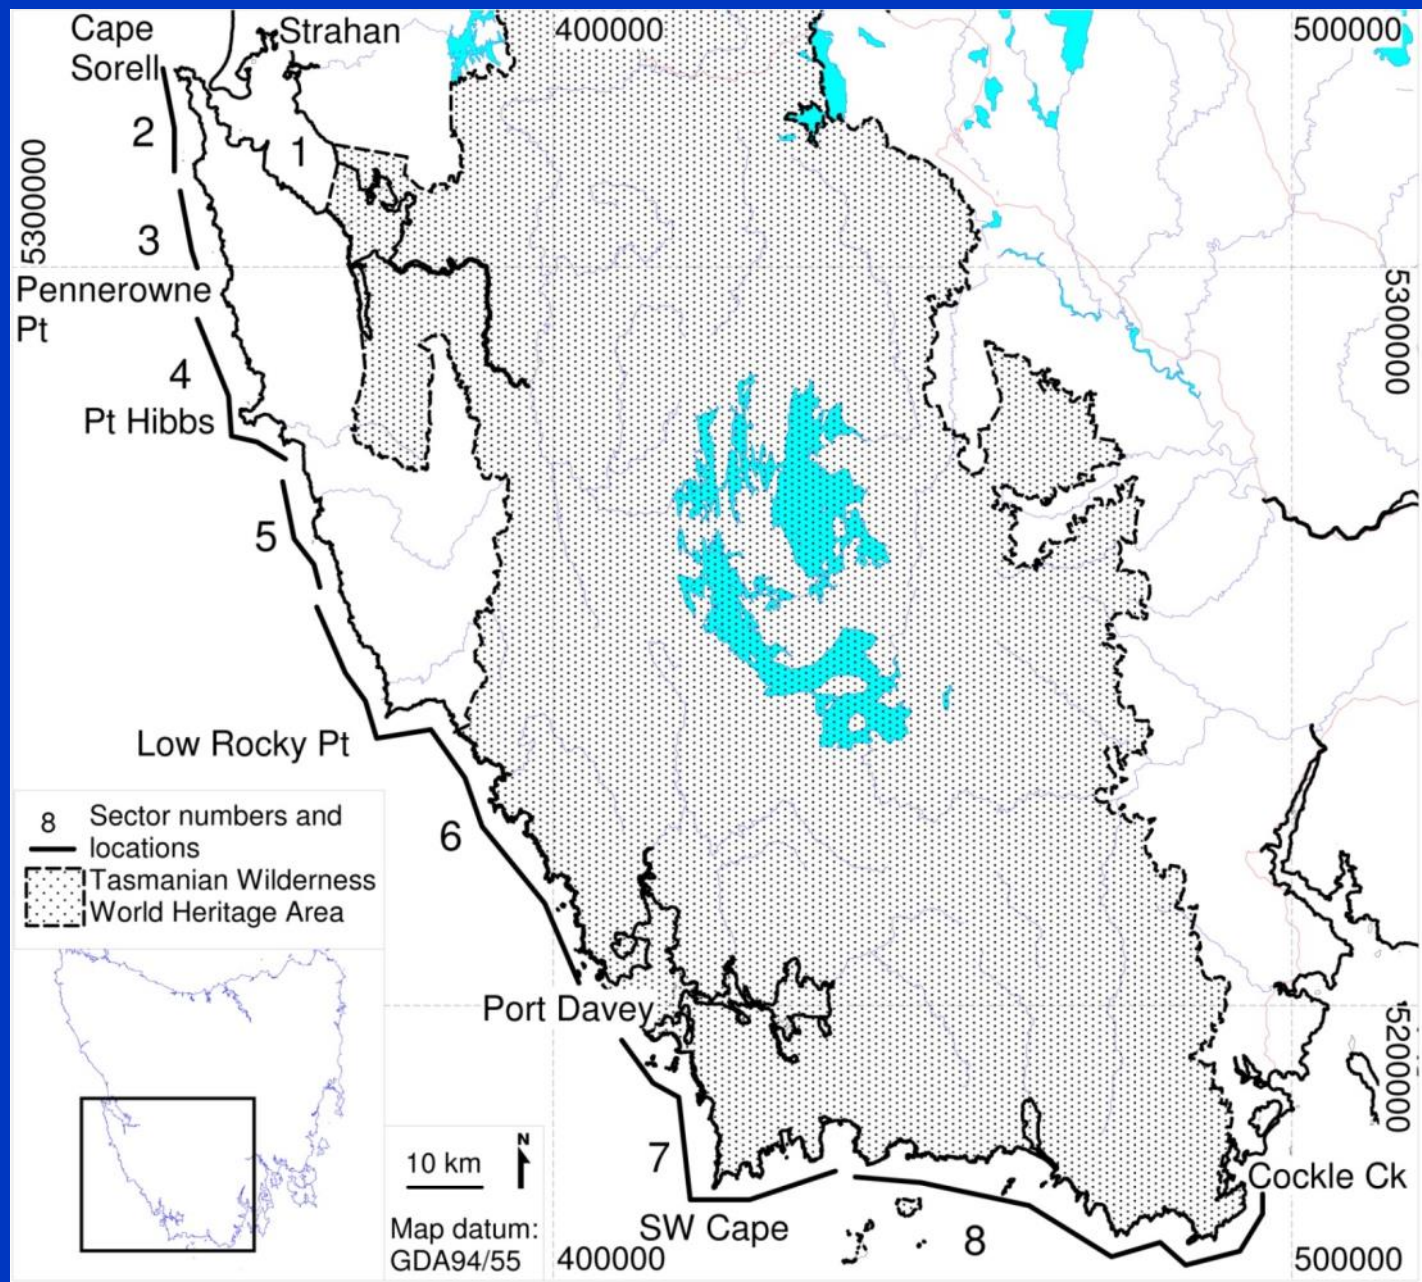 Cape
Sorell
Strahan
400000
500000
2
1
5300000
3
Pennerowne
Pt
5300000
4
Pt Hibbs
5
Low Rocky Pt
8 Sector numbers and
locations
Tasmanian Wilderness
World Heritage Area
6
Port Davey
5200000
7
10 km
N
Map datum:
GDA94/55
SW Cape
8
Cockle Ck
400000
500000